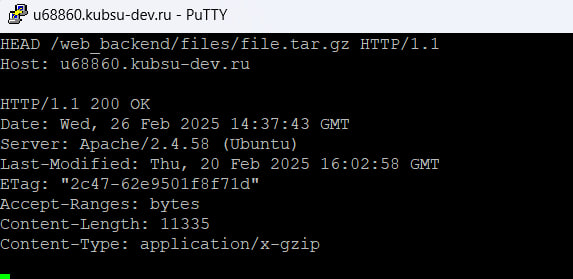 u68860.kubsu-dev.ru - PuTTY
HEAD /web_backend/files/file.tar.gz HTTP/1.1
Host: u68860.kubsu-dev.ru
HTTP/1.1 200 OK
Date: Wed, 26 Feb 2025 14:37:43 GMT
Server: Apache/2.4.58 (Ubuntu)
Last-Modified: Thu, 20 Feb 2025 16:02:58 GMT
ETag: "2c47-62e9501f8f71d"
Accept-Ranges: bytes
Content-Length: 11335
Content-Type: application/x-gzip